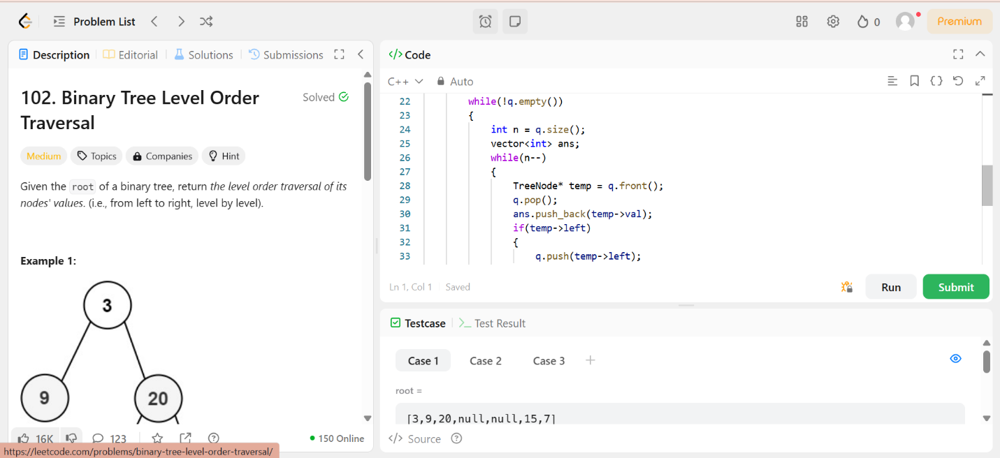 Problem List
0
Premium
Description
Editorial
Solutions
Submissions
102. Binary Tree Level Order
Traversal
Solved
Medium
Topics
Companies
Hint
Given the root of a binary tree, return the level order traversal of its
nodes' values. (i.e., from left to right, level by level).
Example 1:
3
9
20
16K
123
150 Online
https://leetcode.com/problems/binary-tree-level-order-traversal/
</> Code
C++
Auto
22 while(!q.empty())
23 {
24 int n = q.size();
25 vector<int> ans;
26 while(n--)
27 {
28 TreeNode* temp = q.front();
29 q.pop();
30 ans.push_back(temp->val);
31 if(temp->left)
32 {
33 q.push(temp->left);
Ln 1, Col 1
Saved
Run
Submit
Testcase
Test Result
Case 1
Case 2
Case 3
+
root =
[3,9,20,null,null,15,7]
</> Source